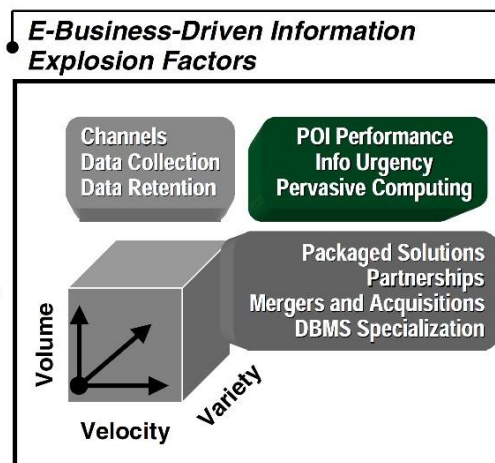 E-Business-Driven Information
Explosion Factors
Channels
Data Collection
Data Retention
POI Performance
Info Urgency
Pervasive Computing
Packaged Solutions
Partnerships
Mergers and Acquisitions
DBMS Specialization
Volume
Velocity
Variety